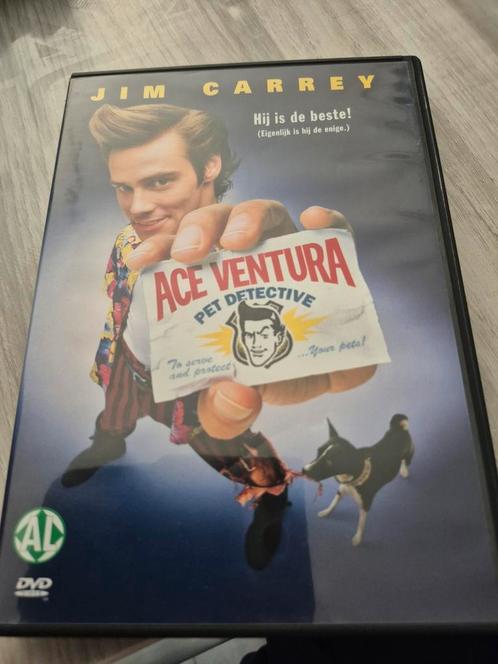 JIM CARREY
Hij is de beste!
(Eigenlijk is hij de enige.)
ACE VENTURA
PET DETECTIVE
To serve
and protect
...Your pets!
AL
DVD
VIDEO